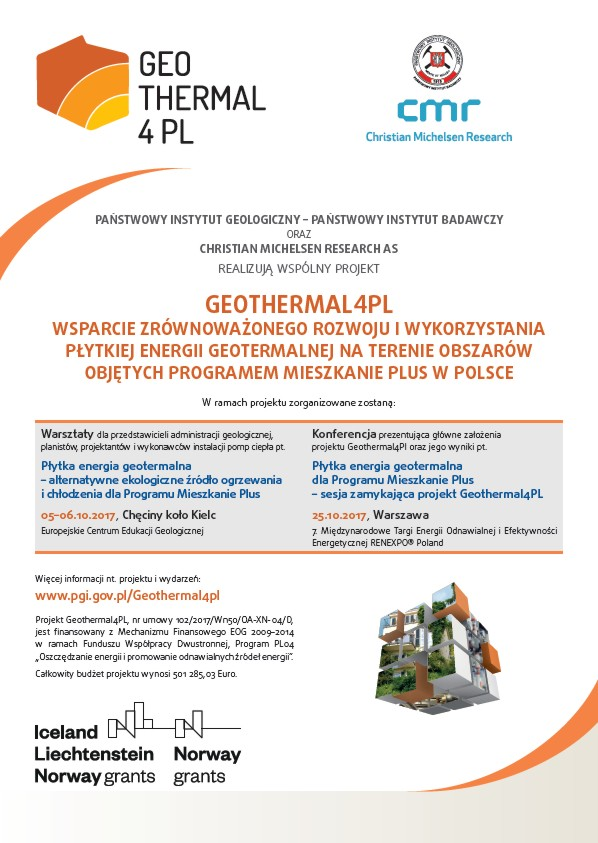 GEO
THERMAL
4 PL
cmr
Christian Michelsen Research
PAŃSTWOWY INSTYTUT GEOLOGICZNY – PAŃSTWOWY INSTYTUT BADAWCZY
ORAZ
CHRISTIAN MICHELSEN RESEARCH AS
REALIZUJĄ WSPÓLNY PROJEKT
GEOTHERMAL4PL
WSPARCIE ZRÓWNOWAŻONEGO ROZWOJU I WYKORZYSTANIA
PŁYTKIEJ ENERGII GEOTERMALNEJ NA TERENIE OBSZARÓW
OBJĘTYCH PROGRAMEM MIESZKANIE PLUS W POLSCE
W ramach projektu zorganizowane zostaną:
Warsztaty dla przedstawicieli administracji geologicznej,
planistów, projektantów i wykonawców instalacji pomp ciepła pt.
Płytka energia geotermalna
– alternatywne ekologiczne źródło ogrzewania
i chłodzenia dla Programu Mieszkanie Plus
05–06.10.2017, Chęciny koło Kielc
Europejskie Centrum Edukacji Geologicznej
Konferencja prezentująca główne założenia
projektu Geothermal4Pl oraz jego wyniki pt.
Płytka energia geotermalna
dla Programu Mieszkanie Plus
– sesja zamykająca projekt Geothermal4PL
25.10.2017, Warszawa
7. Międzynarodowe Targi Energii Odnawialnej i Efektywności
Energetycznej RENEXPO® Poland
Więcej informacji nt. projektu i wydarzeń:
www.pgi.gov.pl/Geothermal4pl
Projekt Geothermal4PL, nr umowy 102/2017/Wn50/OA-XN-04/D,
jest finansowany z Mechanizmu Finansowego EOG 2009–2014
w ramach Funduszu Współpracy Dwustronnej, Program PL04
„Oszczędzanie energii i promowanie odnawialnych źródeł energii”.
Całkowity budżet projektu wynosi 501 285,03 Euro.
Iceland
Liechtenstein
Norway grants
Norway
grants